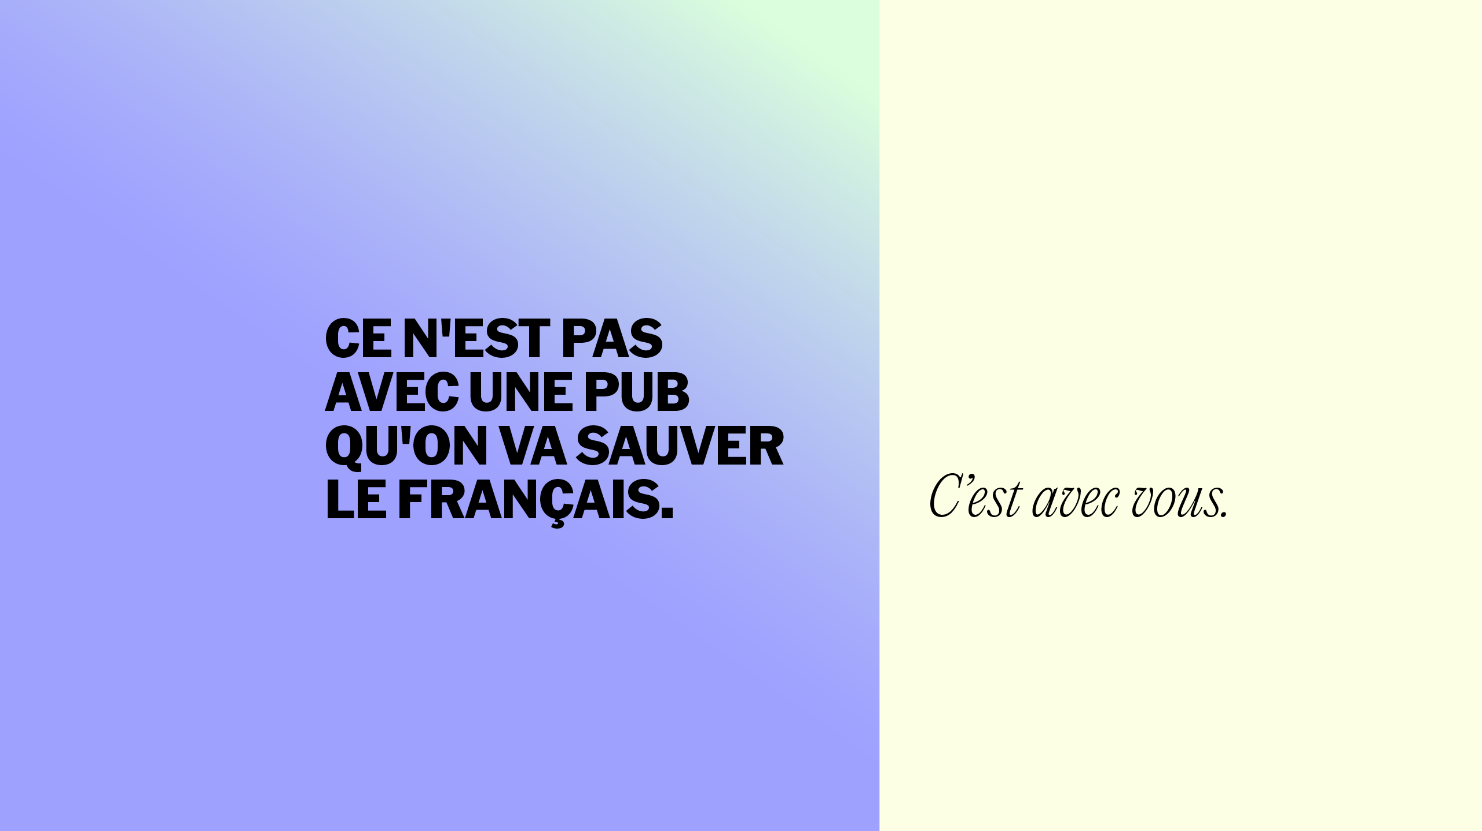 CE N'EST PAS
AVEC UNE PUB
QU'ON VA SAUVER
LE FRANÇAIS.
C’est avec vous.